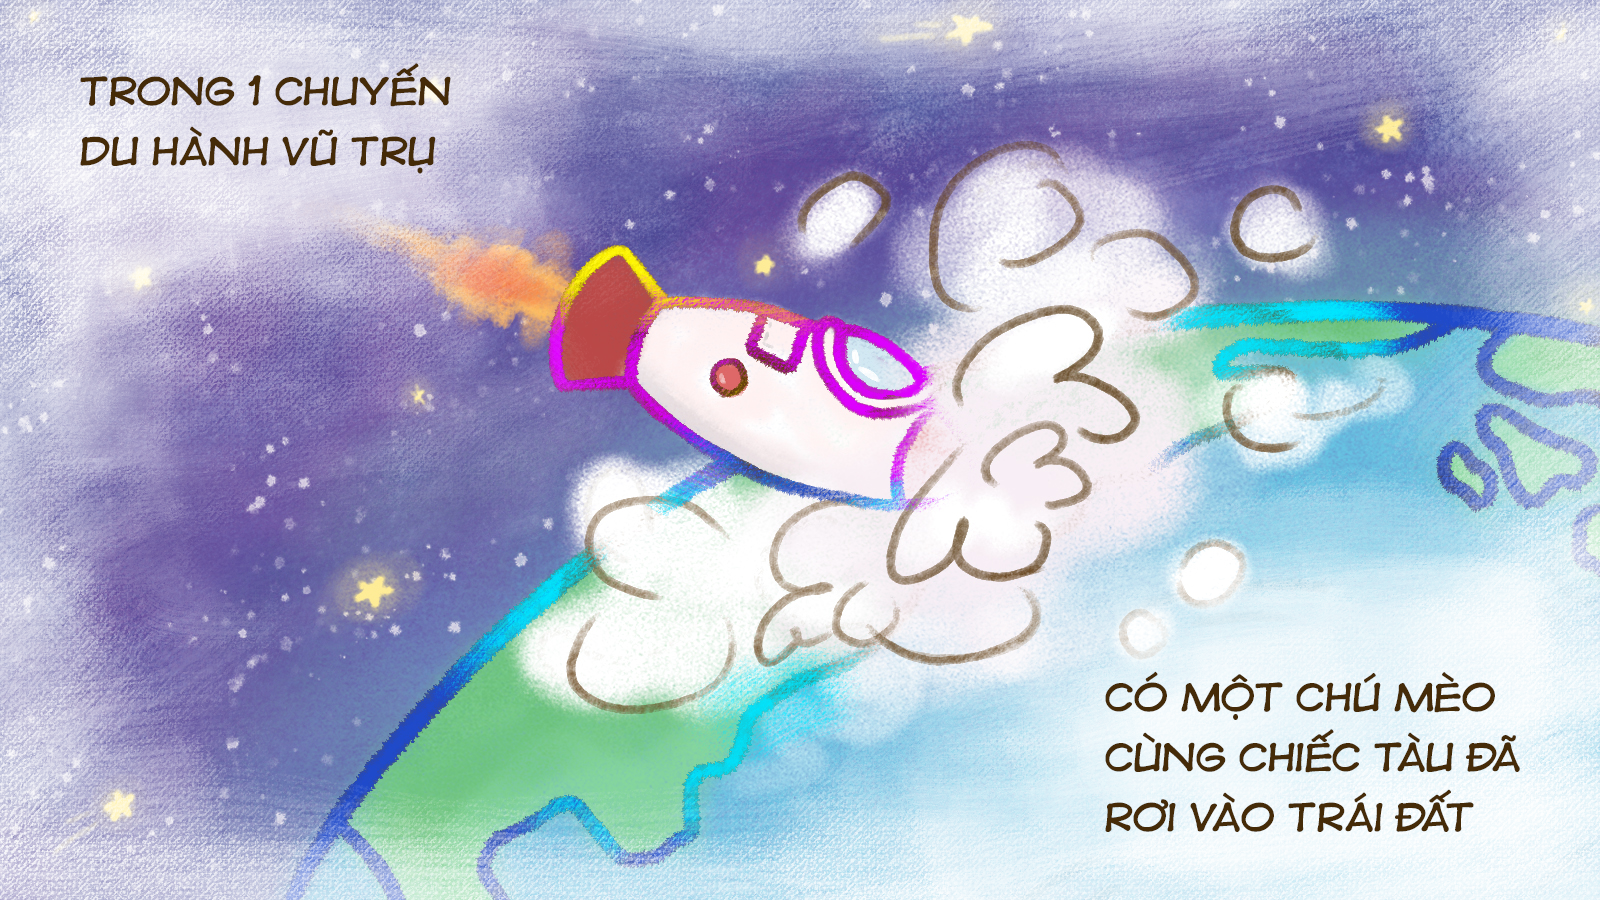 TRONG 1 CHUYẾN
DU HÀNH VŨ TRỤ
CÓ MỘT CHÚ MÈO
CÙNG CHIẾC TÀU ĐÃ
RƠI VÀO TRÁI ĐẤT